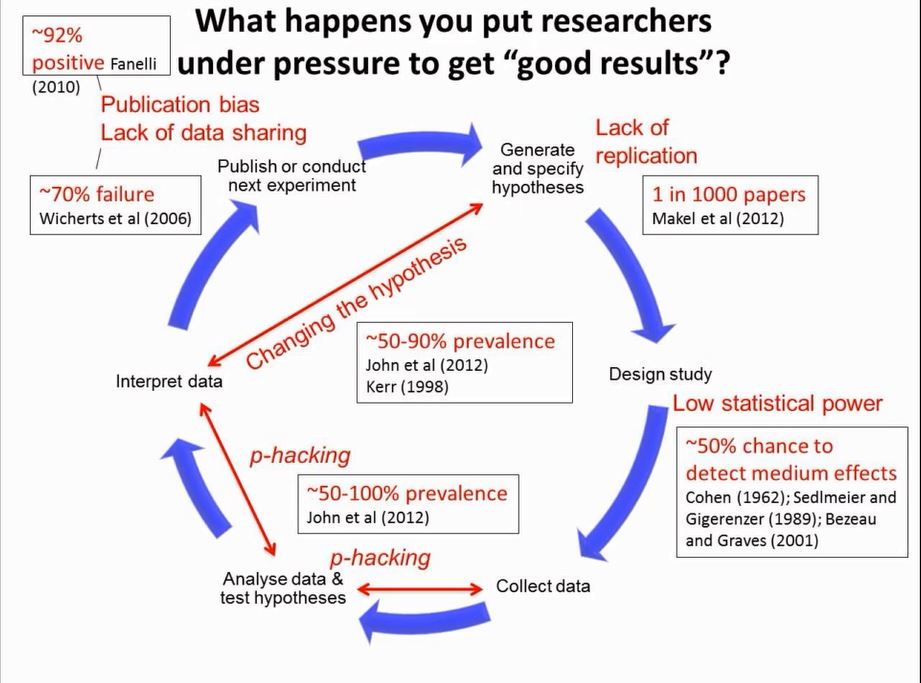 What happens you put researchers
under pressure to get “good results”?
~92%
positive Fanelli
(2010)
Publication bias
Lack of data sharing
~70% failure
Wicherts et al (2006)
Publish or conduct
next experiment
Generate
and specify
hypotheses
Lack of
replication
1 in 1000 papers
Makel et al (2012)
Changing the hypothesis
~50-90% prevalence
John et al (2012)
Kerr (1998)
Interpret data
Design study
Low statistical power
~50% chance to
detect medium effects
Cohen (1962); Sedlmeier and
Gigerenzer (1989); Bezeau
and Graves (2001)
p-hacking
~50-100% prevalence
John et al (2012)
p-hacking
Analyse data &
test hypotheses
Collect data